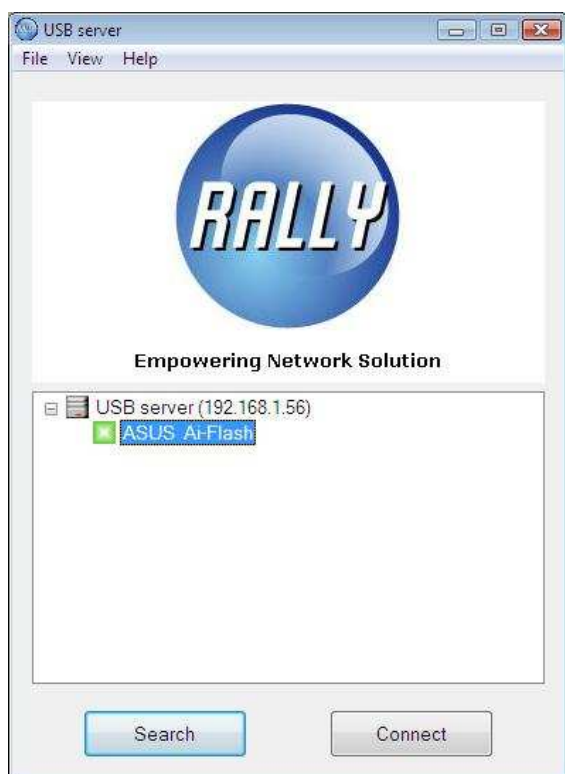 USB server
File View Help
RALLY
Empowering Network Solution
USB server (192.168.1.56)
ASUS Ai-Flash
Search Connect